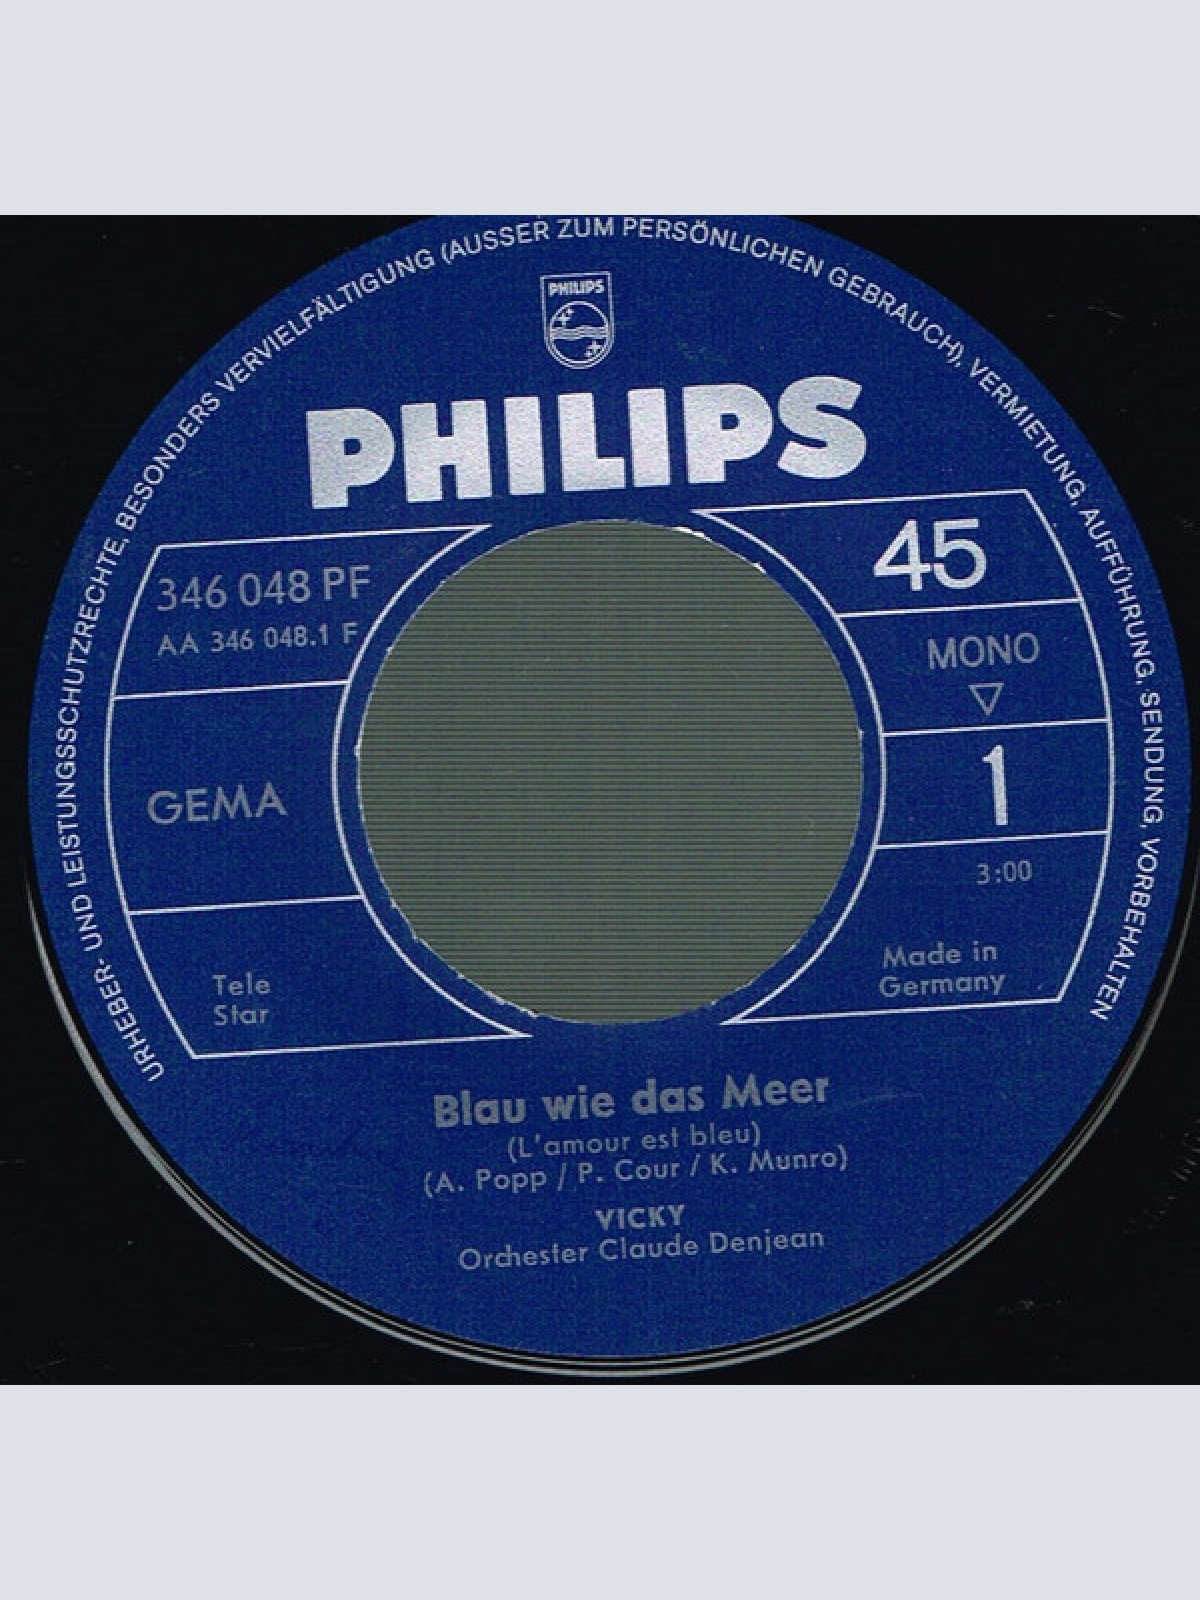 URHEBER- UND LEISTUNGSSCHUTZRECHTE, BESONDERS VERVIELFÄLTIGUNG (AUSSER ZUM PERSÖNLICHEN GEBRAUCH), VERMIETUNG, AUFFÜHRUNG, SENDUNG, VORBEHALTEN
PHILIPS
PHILIPS
346 048 PF
AA 346 048.1 F
GEMA
Tele
Star
45
MONO
1
3:00
Made in
Germany
Blau wie das Meer
(L'amour est bleu)
(A. Popp / P. Cour / K. Munro)
VICKY
Orchester Claude Denjean